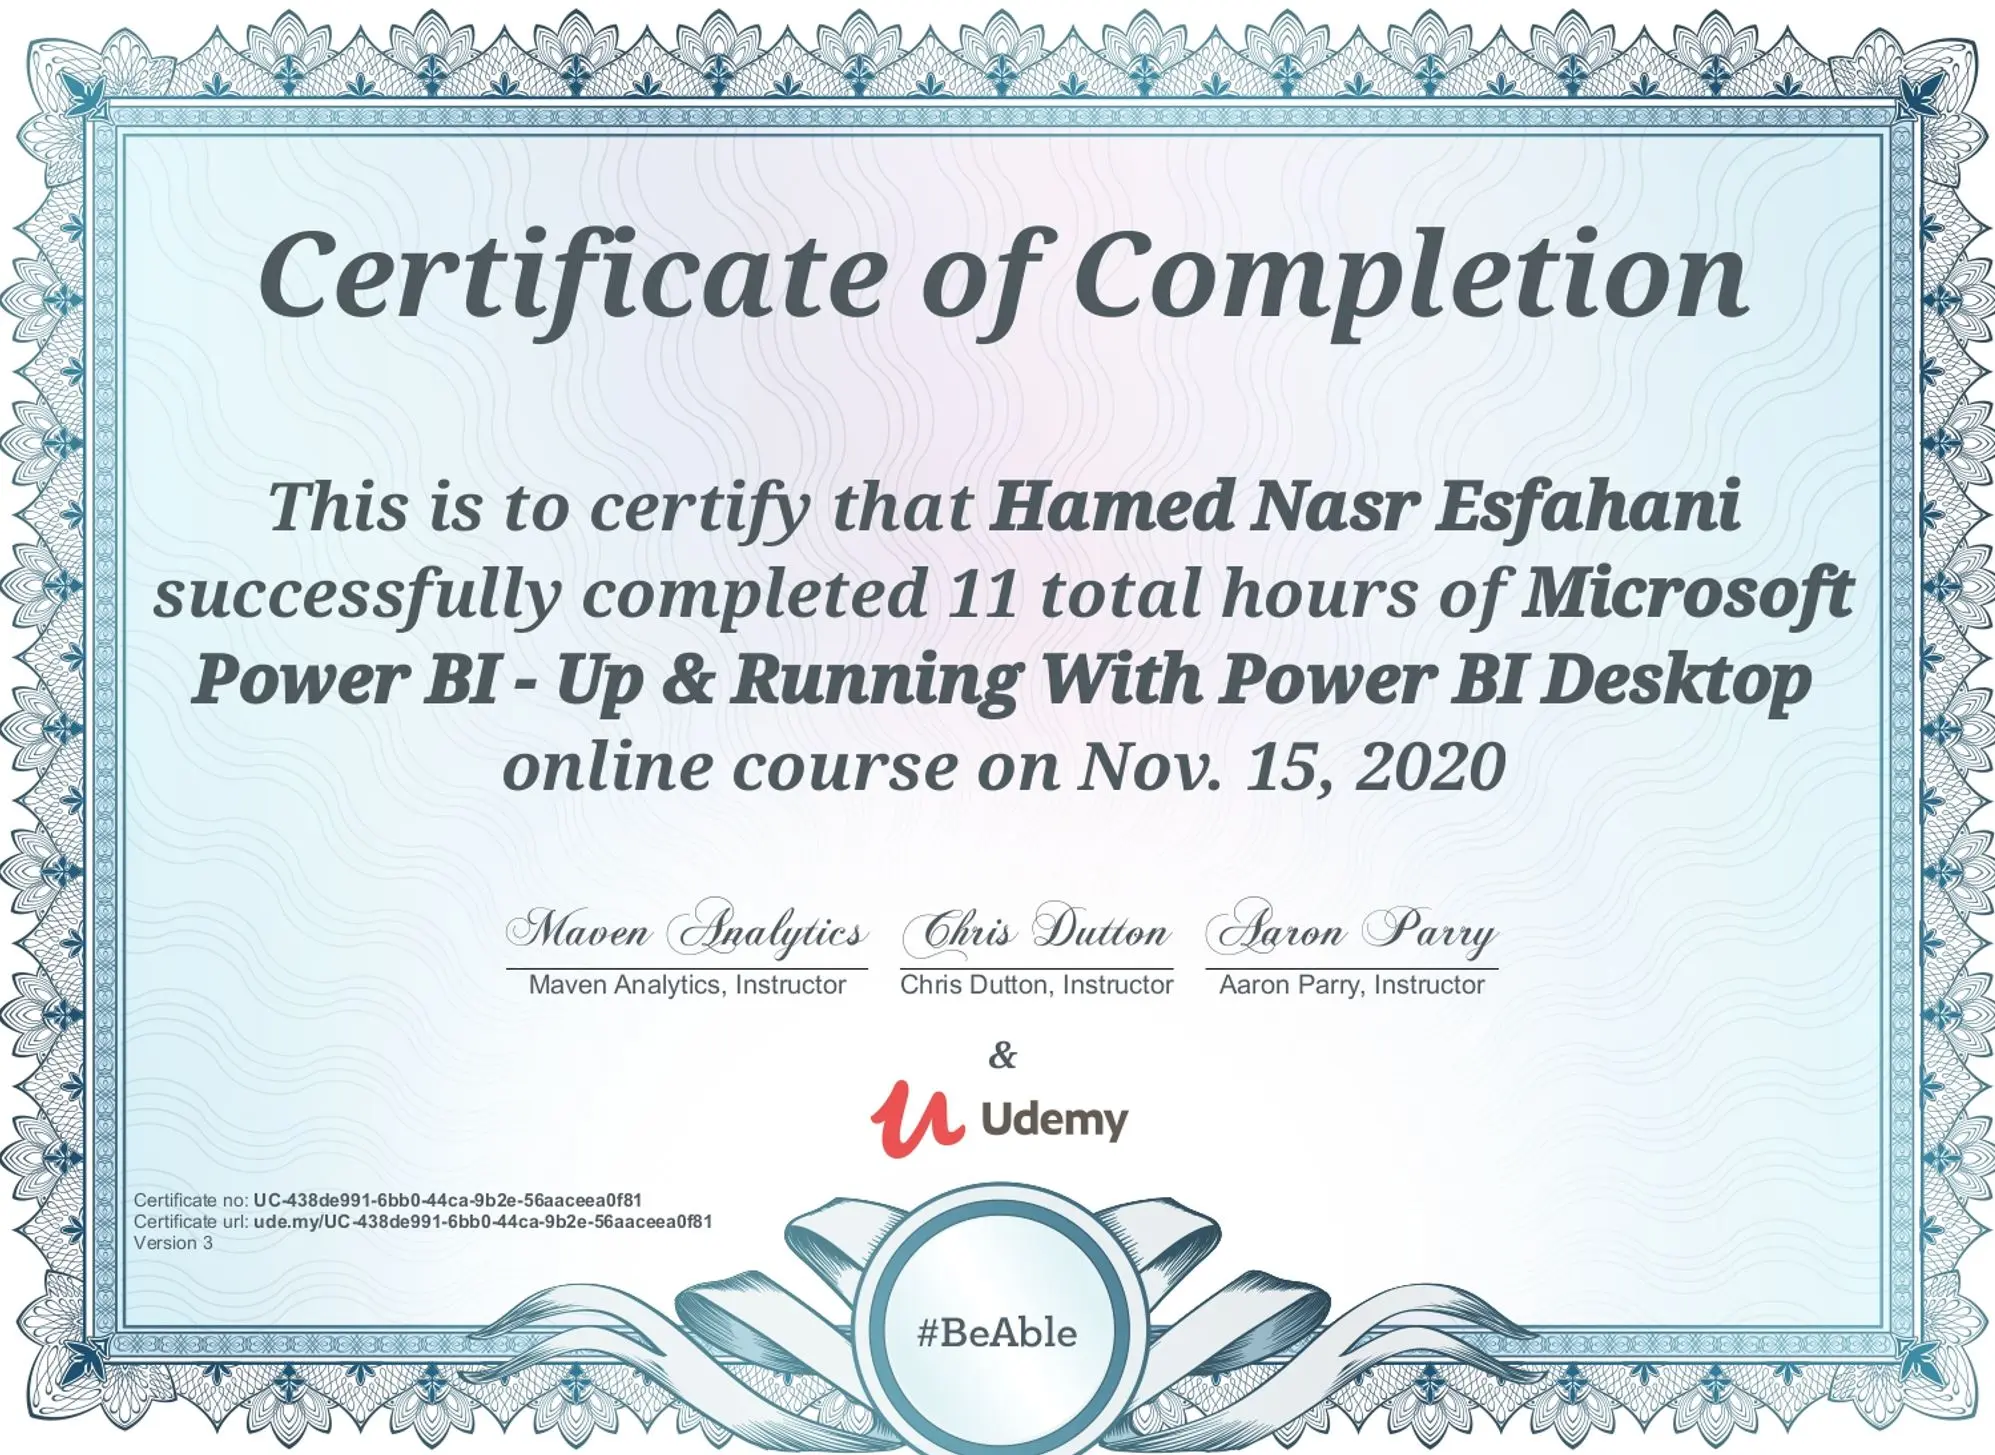 Certificate of Completion
This is to certify that Hamed Nasr Esfahani
successfully completed 11 total hours of Microsoft
Power BI - Up & Running With Power BI Desktop
online course on Nov. 15, 2020
Maven Analytics Chris Dutton Aaron Parry
Maven Analytics, Instructor Chris Dutton, Instructor Aaron Parry, Instructor
&
Udemy
Certificate no: UC-438de991-6bb0-44ca-9b2e-56aaceea0f81
Certificate url: ude.my/UC-438de991-6bb0-44ca-9b2e-56aaceea0f81
Version 3
#BeAble